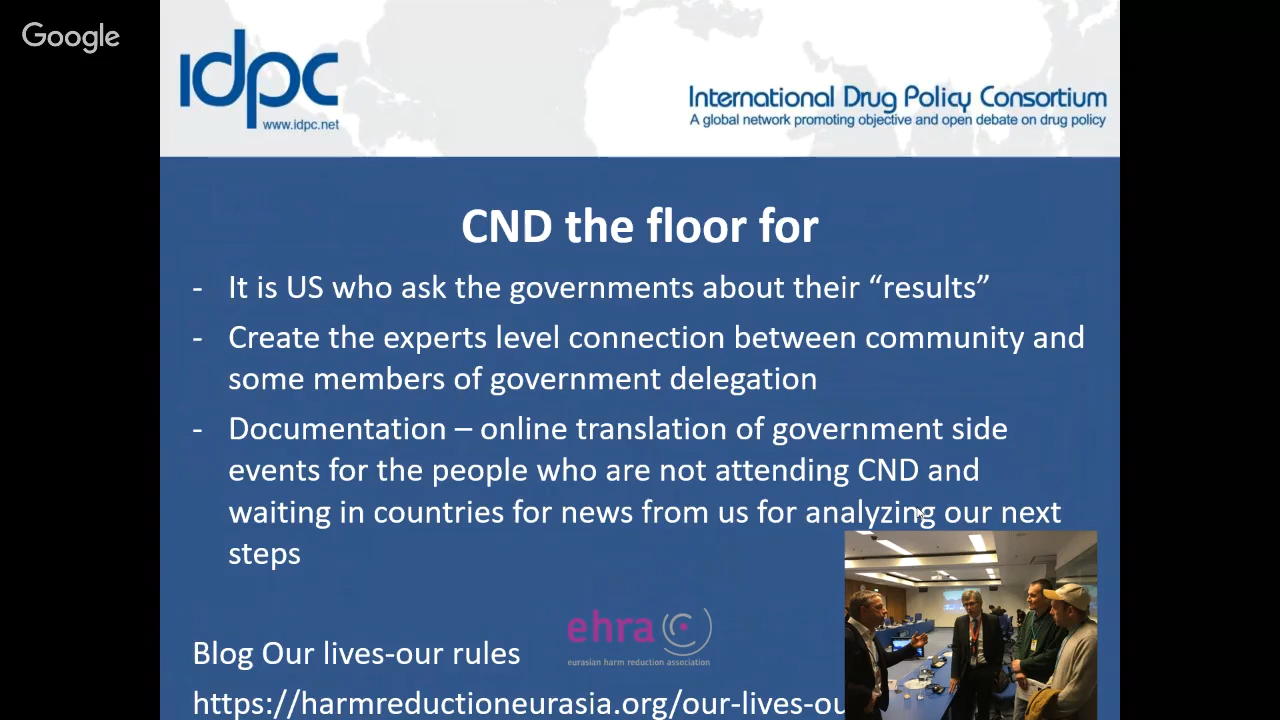 Google
idpc
www.idpc.net
International Drug Policy Consortium
A global network promoting objective and open debate on drug policy
CND the floor for
- It is US who ask the governments about their “results”
- Create the experts level connection between community and
some members of government delegation
- Documentation – online translation of government side
events for the people who are not attending CND and
waiting in countries for news from us for analyzing our next
steps
ehra
eurasian harm reduction association
Blog Our lives-our rules
https://harmreductioneurasia.org/our-lives-ou